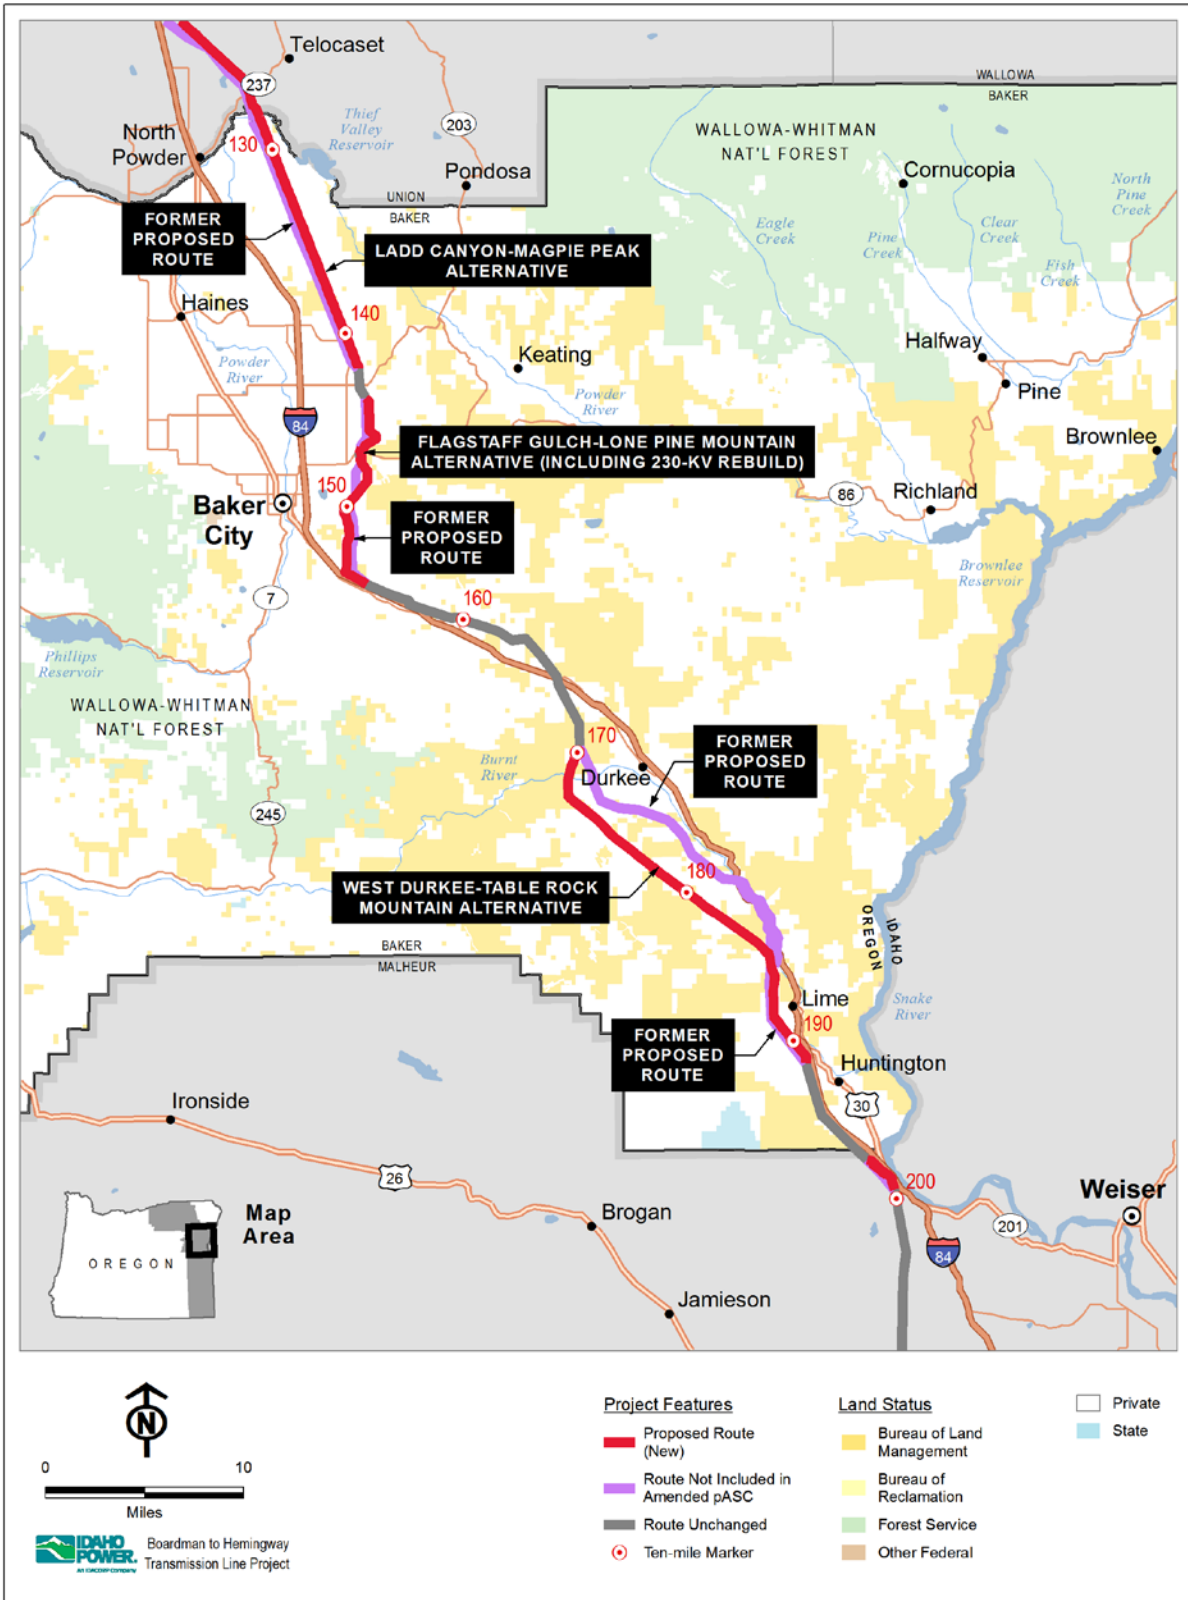 Telocaset
237
WALLOWA
BAKER
Thief
Valley
Reservoir
203
WALLOWA-WHITMAN
NAT'L FOREST
North
Powder
130
Pondosa
Cornucopia
North
Pine
Creek
UNION
BAKER
Eagle
Creek
Pine
Creek
Clear
Creek
Fish
Creek
FORMER
PROPOSED
ROUTE
LADD CANYON-MAGPIE PEAK
ALTERNATIVE
Haines
140
Halfway
Keating
Powder
River
Pine
Powder
River
84
FLAGSTAFF GULCH-LONE PINE MOUNTAIN
ALTERNATIVE (INCLUDING 230-KV REBUILD)
Brownlee
150
86
Richland
Baker
City
FORMER
PROPOSED
ROUTE
Brownlee
Reservoir
7
160
Phillips
Reservoir
WALLOWA-WHITMAN
NAT'L FOREST
170
FORMER
PROPOSED
ROUTE
Burnt
River
Durkee
245
180
WEST DURKEE-TABLE ROCK
MOUNTAIN ALTERNATIVE
OREGON
IDAHO
BAKER
MALHEUR
Lime
Snake
River
190
FORMER
PROPOSED
ROUTE
Huntington
30
Ironside
26
200
Weiser
Brogan
201
84
Map
Area
OREGON
Jamieson
N
0
10
Miles
IDAHO
POWER.
AN IDACORP COMPANY
Boardman to Hemingway
Transmission Line Project
Project Features
Proposed Route
(New)
Route Not Included in
Amended pASC
Route Unchanged
Ten-mile Marker
Land Status
Bureau of Land
Management
Bureau of
Reclamation
Forest Service
Other Federal
Private
State